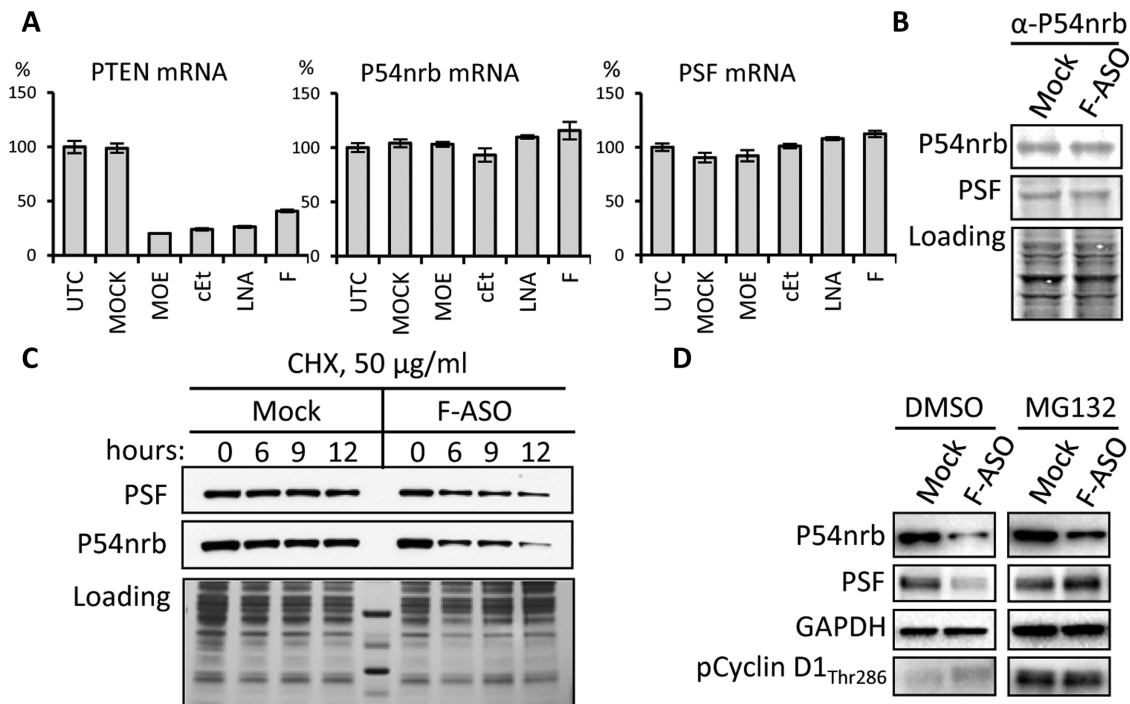 A
B
α-P54nrb
% PTEN mRNA
% P54nrb mRNA
PSF mRNA
Mock F-ASO
150 150 150
100 100 100
50 50 50
0 0 0
UTC MOCK MOE cEt LNA F
UTC MOCK MOE cEt LNA F
UTC MOCK MOE cEt LNA F
P54nrb
PSF
Loading
C
CHX, 50 µg/ml
Mock F-ASO
hours: 0 6 9 12 0 6 9 12
PSF
P54nrb
Loading
D
DMSO MG132
Mock F-ASO Mock F-ASO
P54nrb
PSF
GAPDH
pCyclin D1Thr286